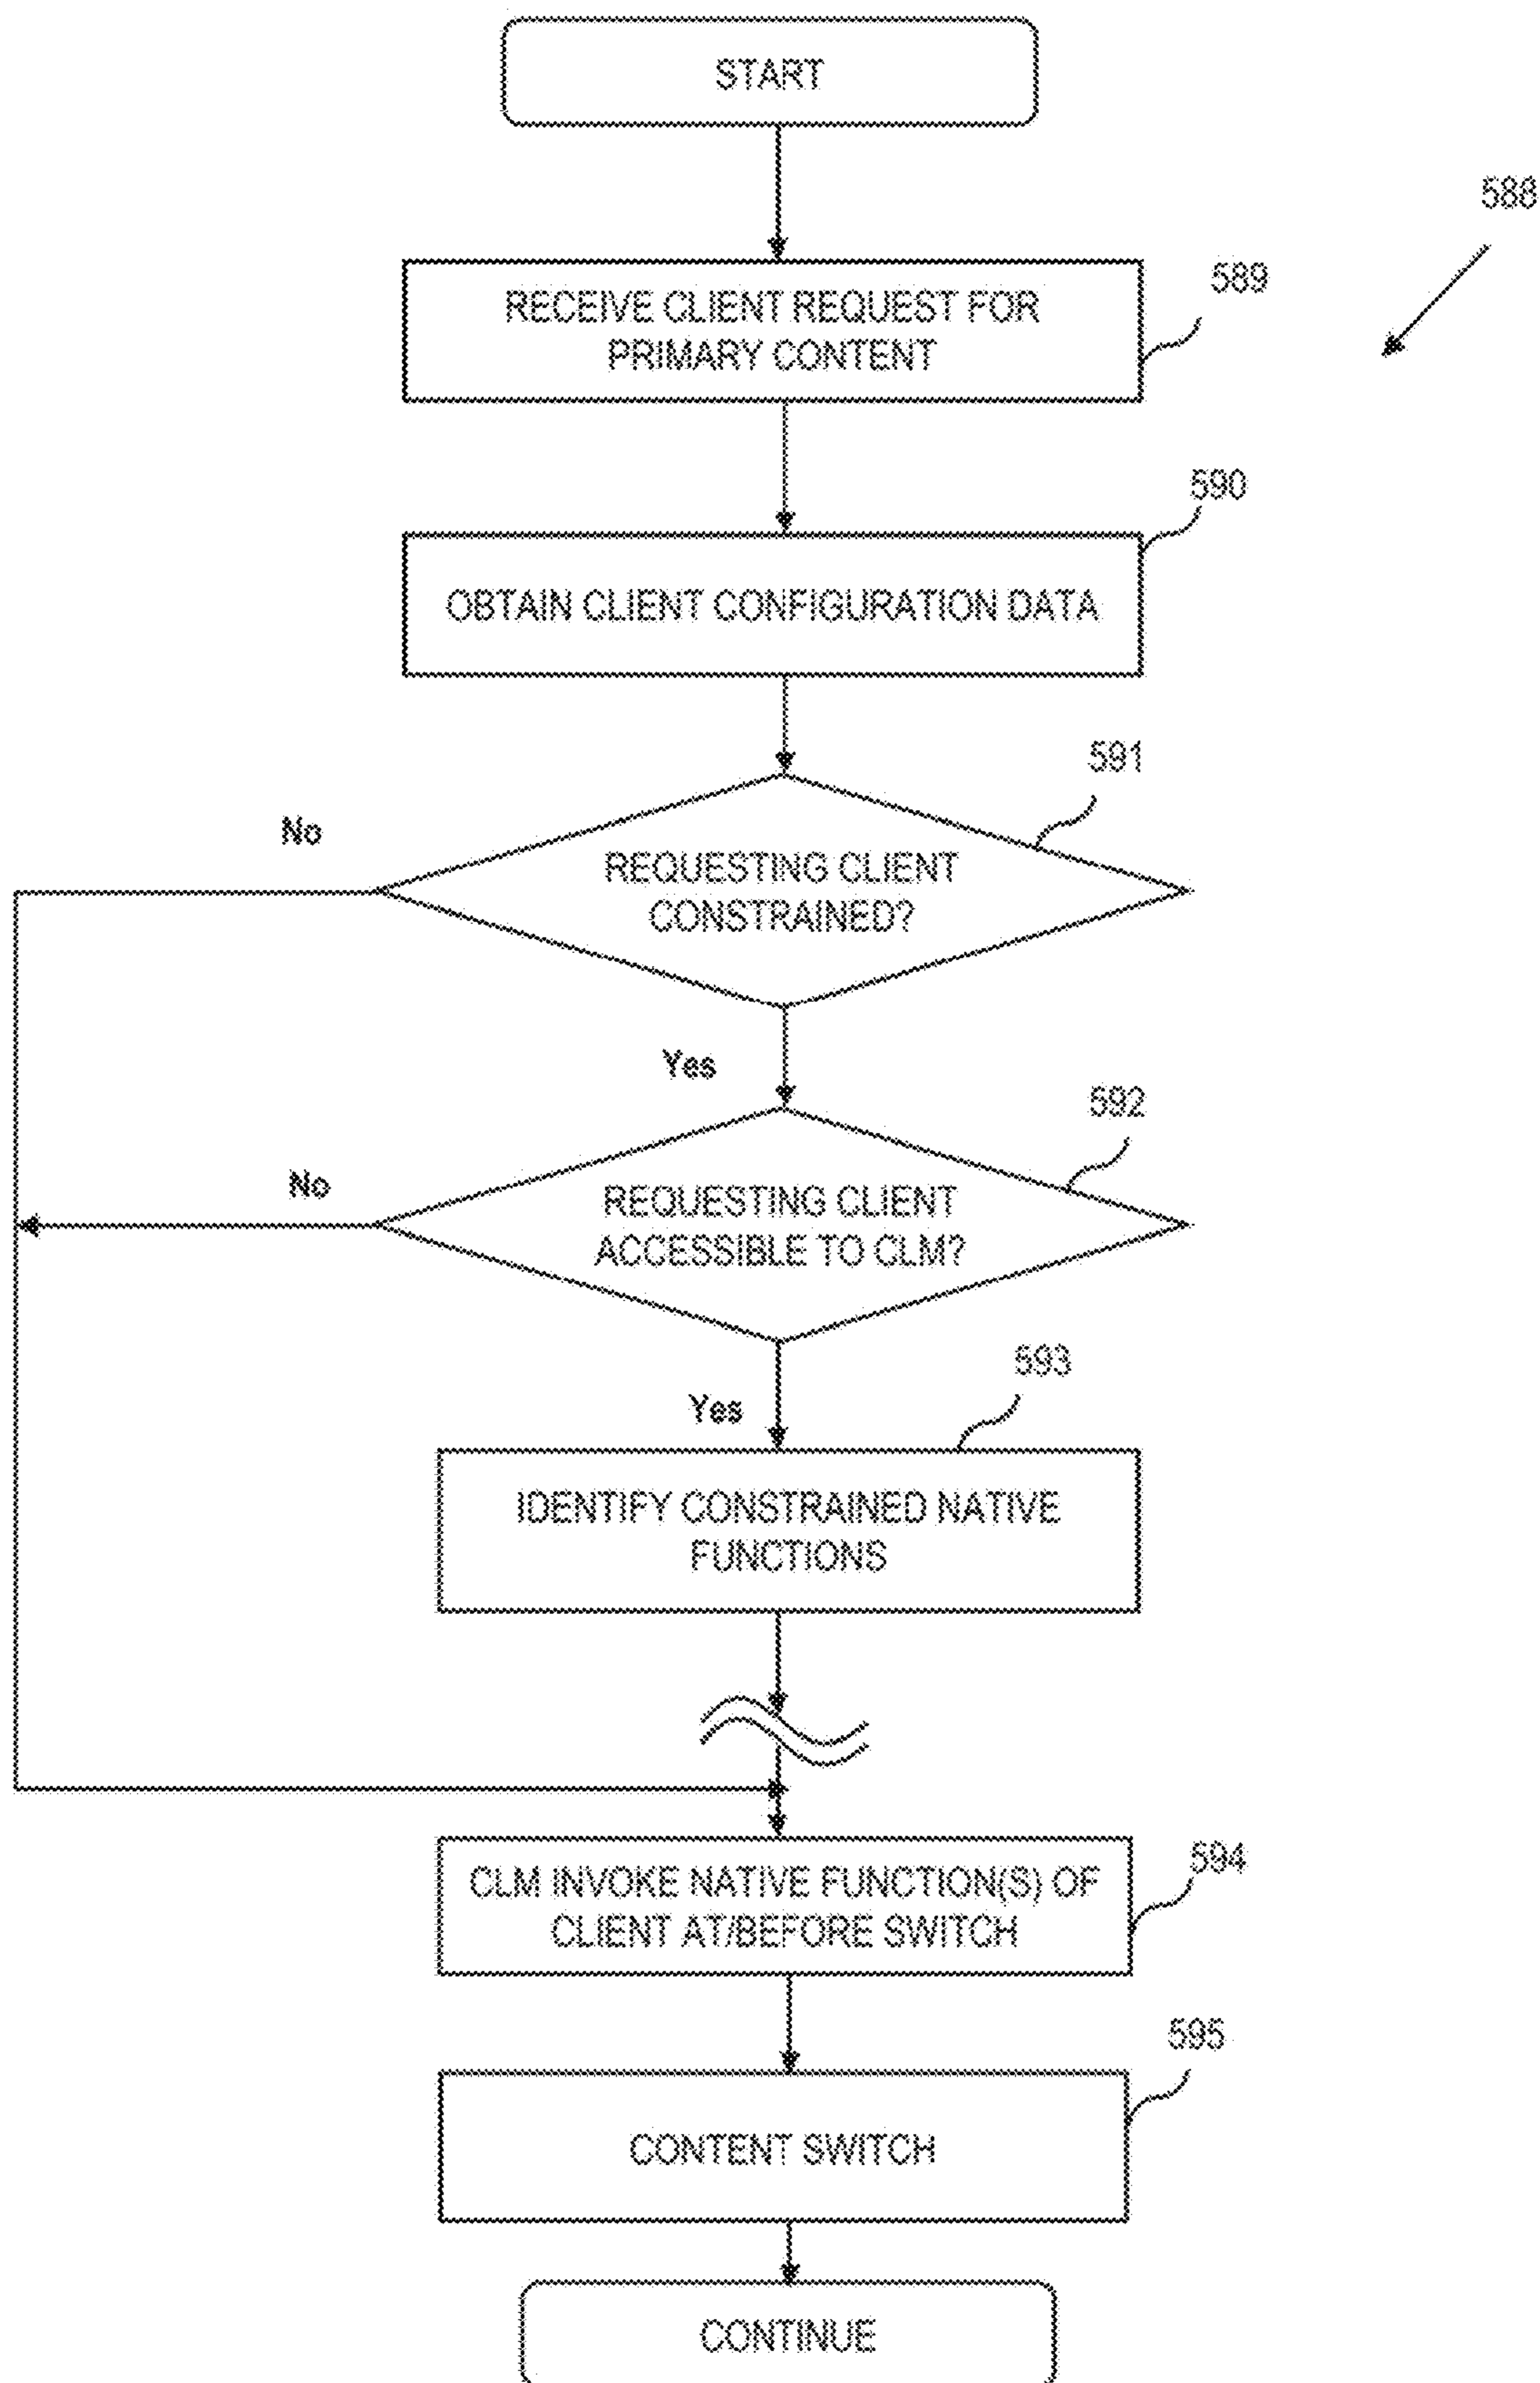 START
588
RECEIVE CLIENT REQUEST FOR
PRIMARY CONTENT
589
590
OBTAIN CLIENT CONFIGURATION DATA
591
No
REQUESTING CLIENT
CONSTRAINED?
Yes
592
No
REQUESTING CLIENT
ACCESSIBLE TO CLM?
593
Yes
IDENTIFY CONSTRAINED NATIVE
FUNCTIONS
CLM INVOKE NATIVE FUNCTION(S) OF
CLIENT AT/BEFORE SWITCH
594
595
CONTENT SWITCH
CONTINUE